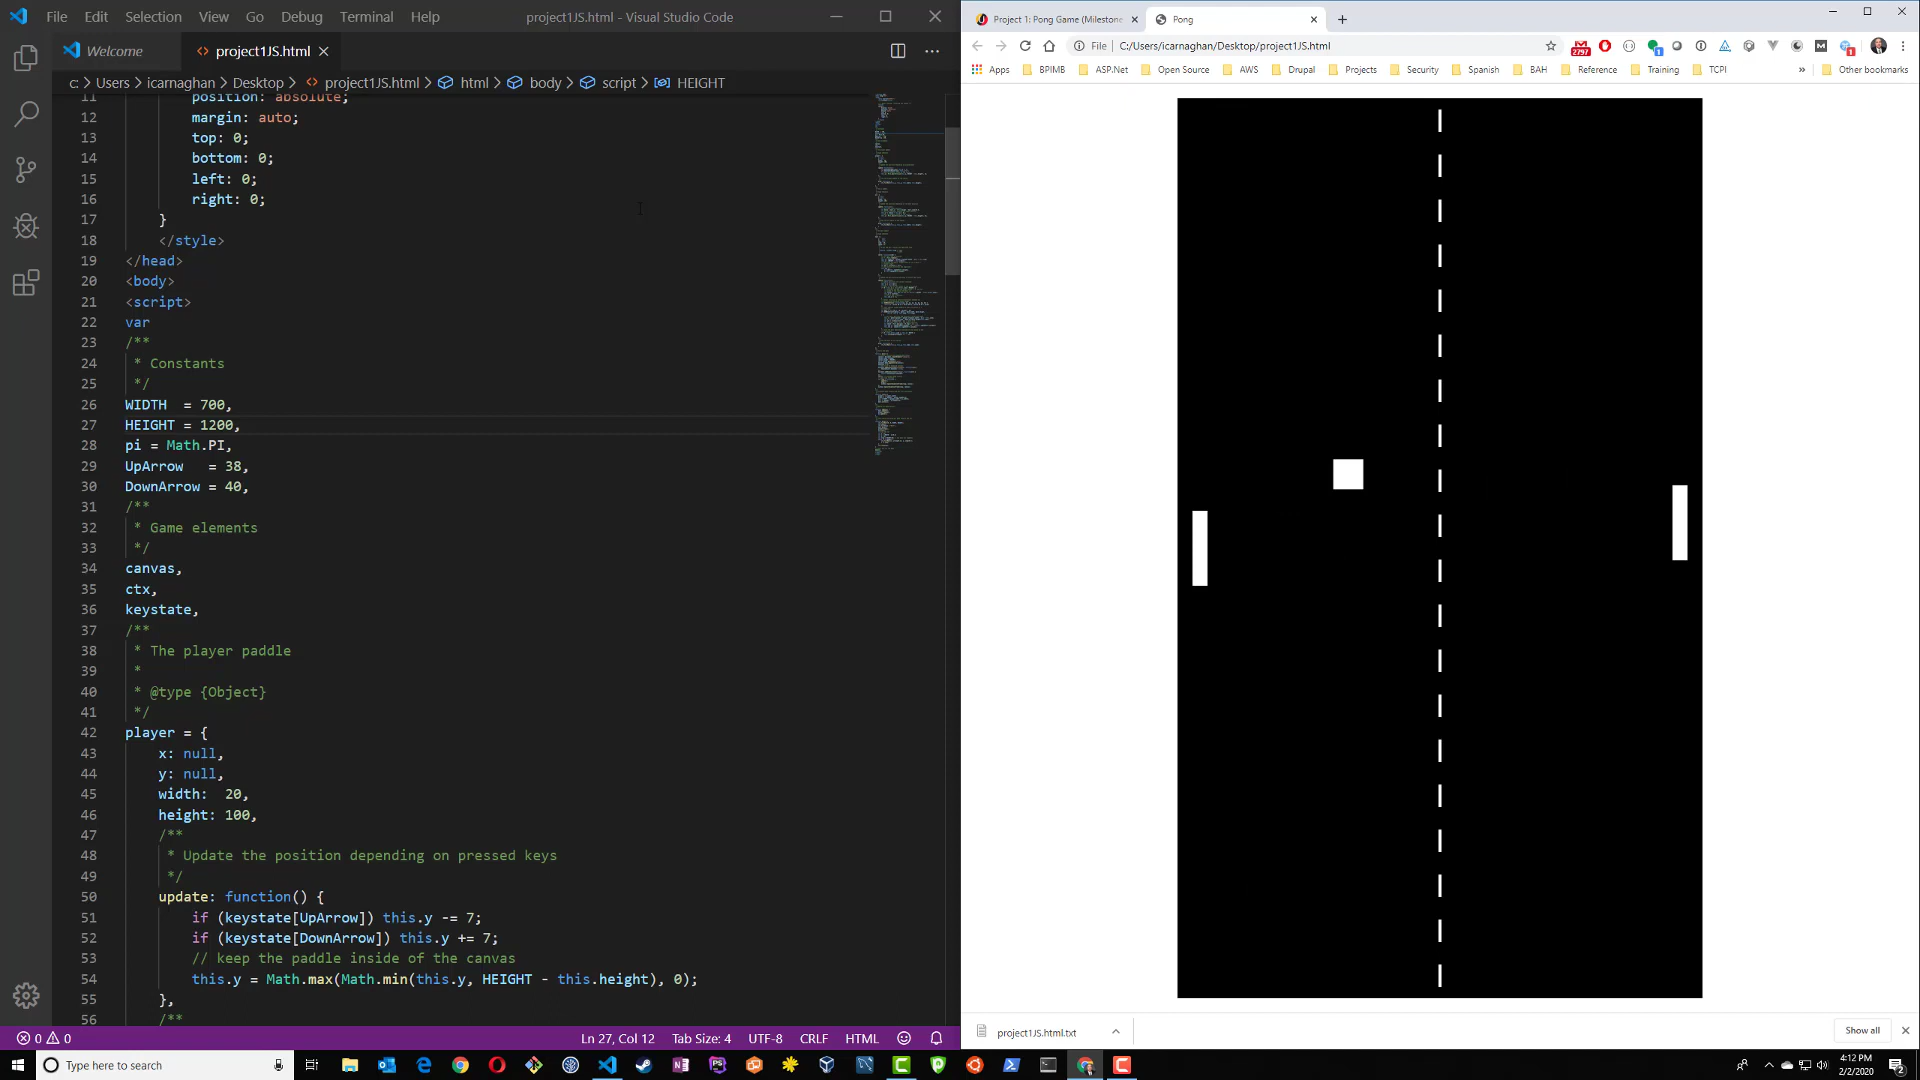 File Edit Selection View Go Debug Terminal Help
project1JS.html - Visual Studio Code
Welcome
project1JS.html
c: > Users > icarnaghan > Desktop > project1JS.html > html > body > script > HEIGHT
11 position: absolute;
12 margin: auto;
13 top: 0;
14 bottom: 0;
15 left: 0;
16 right: 0;
17 }
18 </style>
19 </head>
20 <body>
21 <script>
22 var
23 /**
24 * Constants
25 */
26 WIDTH  = 700,
27 HEIGHT = 1200,
28 pi = Math.PI,
29 UpArrow   = 38,
30 DownArrow = 40,
31 /**
32 * Game elements
33 */
34 canvas,
35 ctx,
36 keystate,
37 /**
38 * The player paddle
39 *
40 * @type {Object}
41 */
42 player = {
43 x: null,
44 y: null,
45 width:  20,
46 height: 100,
47 /**
48 * Update the position depending on pressed keys
49 */
50 update: function() {
51 if (keystate[UpArrow]) this.y -= 7;
52 if (keystate[DownArrow]) this.y += 7;
53 // keep the paddle inside of the canvas
54 this.y = Math.max(Math.min(this.y, HEIGHT - this.height), 0);
55 },
56 /**
0 0
Ln 27, Col 12 Tab Size: 4 UTF-8 CRLF HTML
Project 1: Pong Game (Milestone
Pong
File C:/Users/icarnaghan/Desktop/project1JS.html
2797
Apps BPIMB ASP.Net Open Source AWS Drupal Projects Security Spanish BAH Reference Training TCPI » Other bookmarks
project1JS.html.txt
Show all
Type here to search
4:12 PM
2/2/2020
2